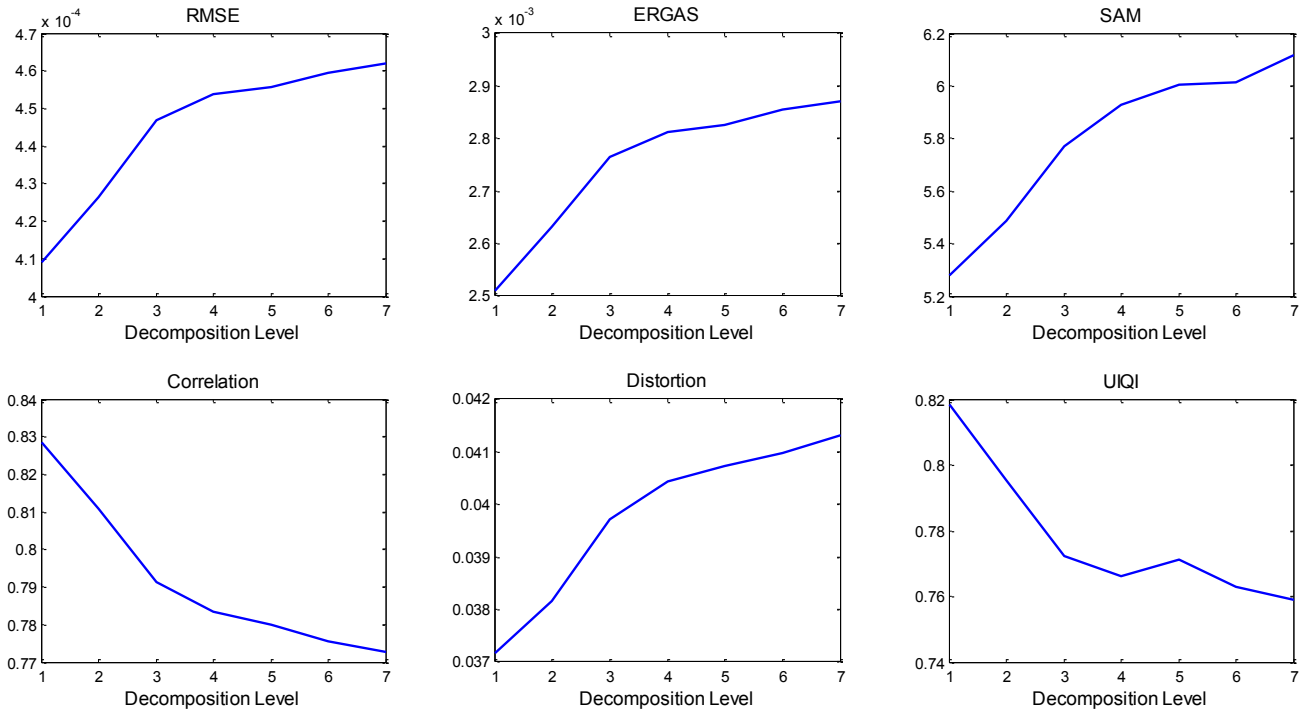 RMSE
x 10^-4
4.7
4.6
4.5
4.4
4.3
4.2
4.1
4
1 2 3 4 5 6 7
Decomposition Level
ERGAS
x 10^-3
3
2.9
2.8
2.7
2.6
2.5
1 2 3 4 5 6 7
Decomposition Level
SAM
6.2
6
5.8
5.6
5.4
5.2
1 2 3 4 5 6 7
Decomposition Level
Correlation
0.84
0.83
0.82
0.81
0.8
0.79
0.78
0.77
1 2 3 4 5 6 7
Decomposition Level
Distortion
0.042
0.041
0.04
0.039
0.038
0.037
1 2 3 4 5 6 7
Decomposition Level
UIQI
0.82
0.8
0.78
0.76
0.74
1 2 3 4 5 6 7
Decomposition Level